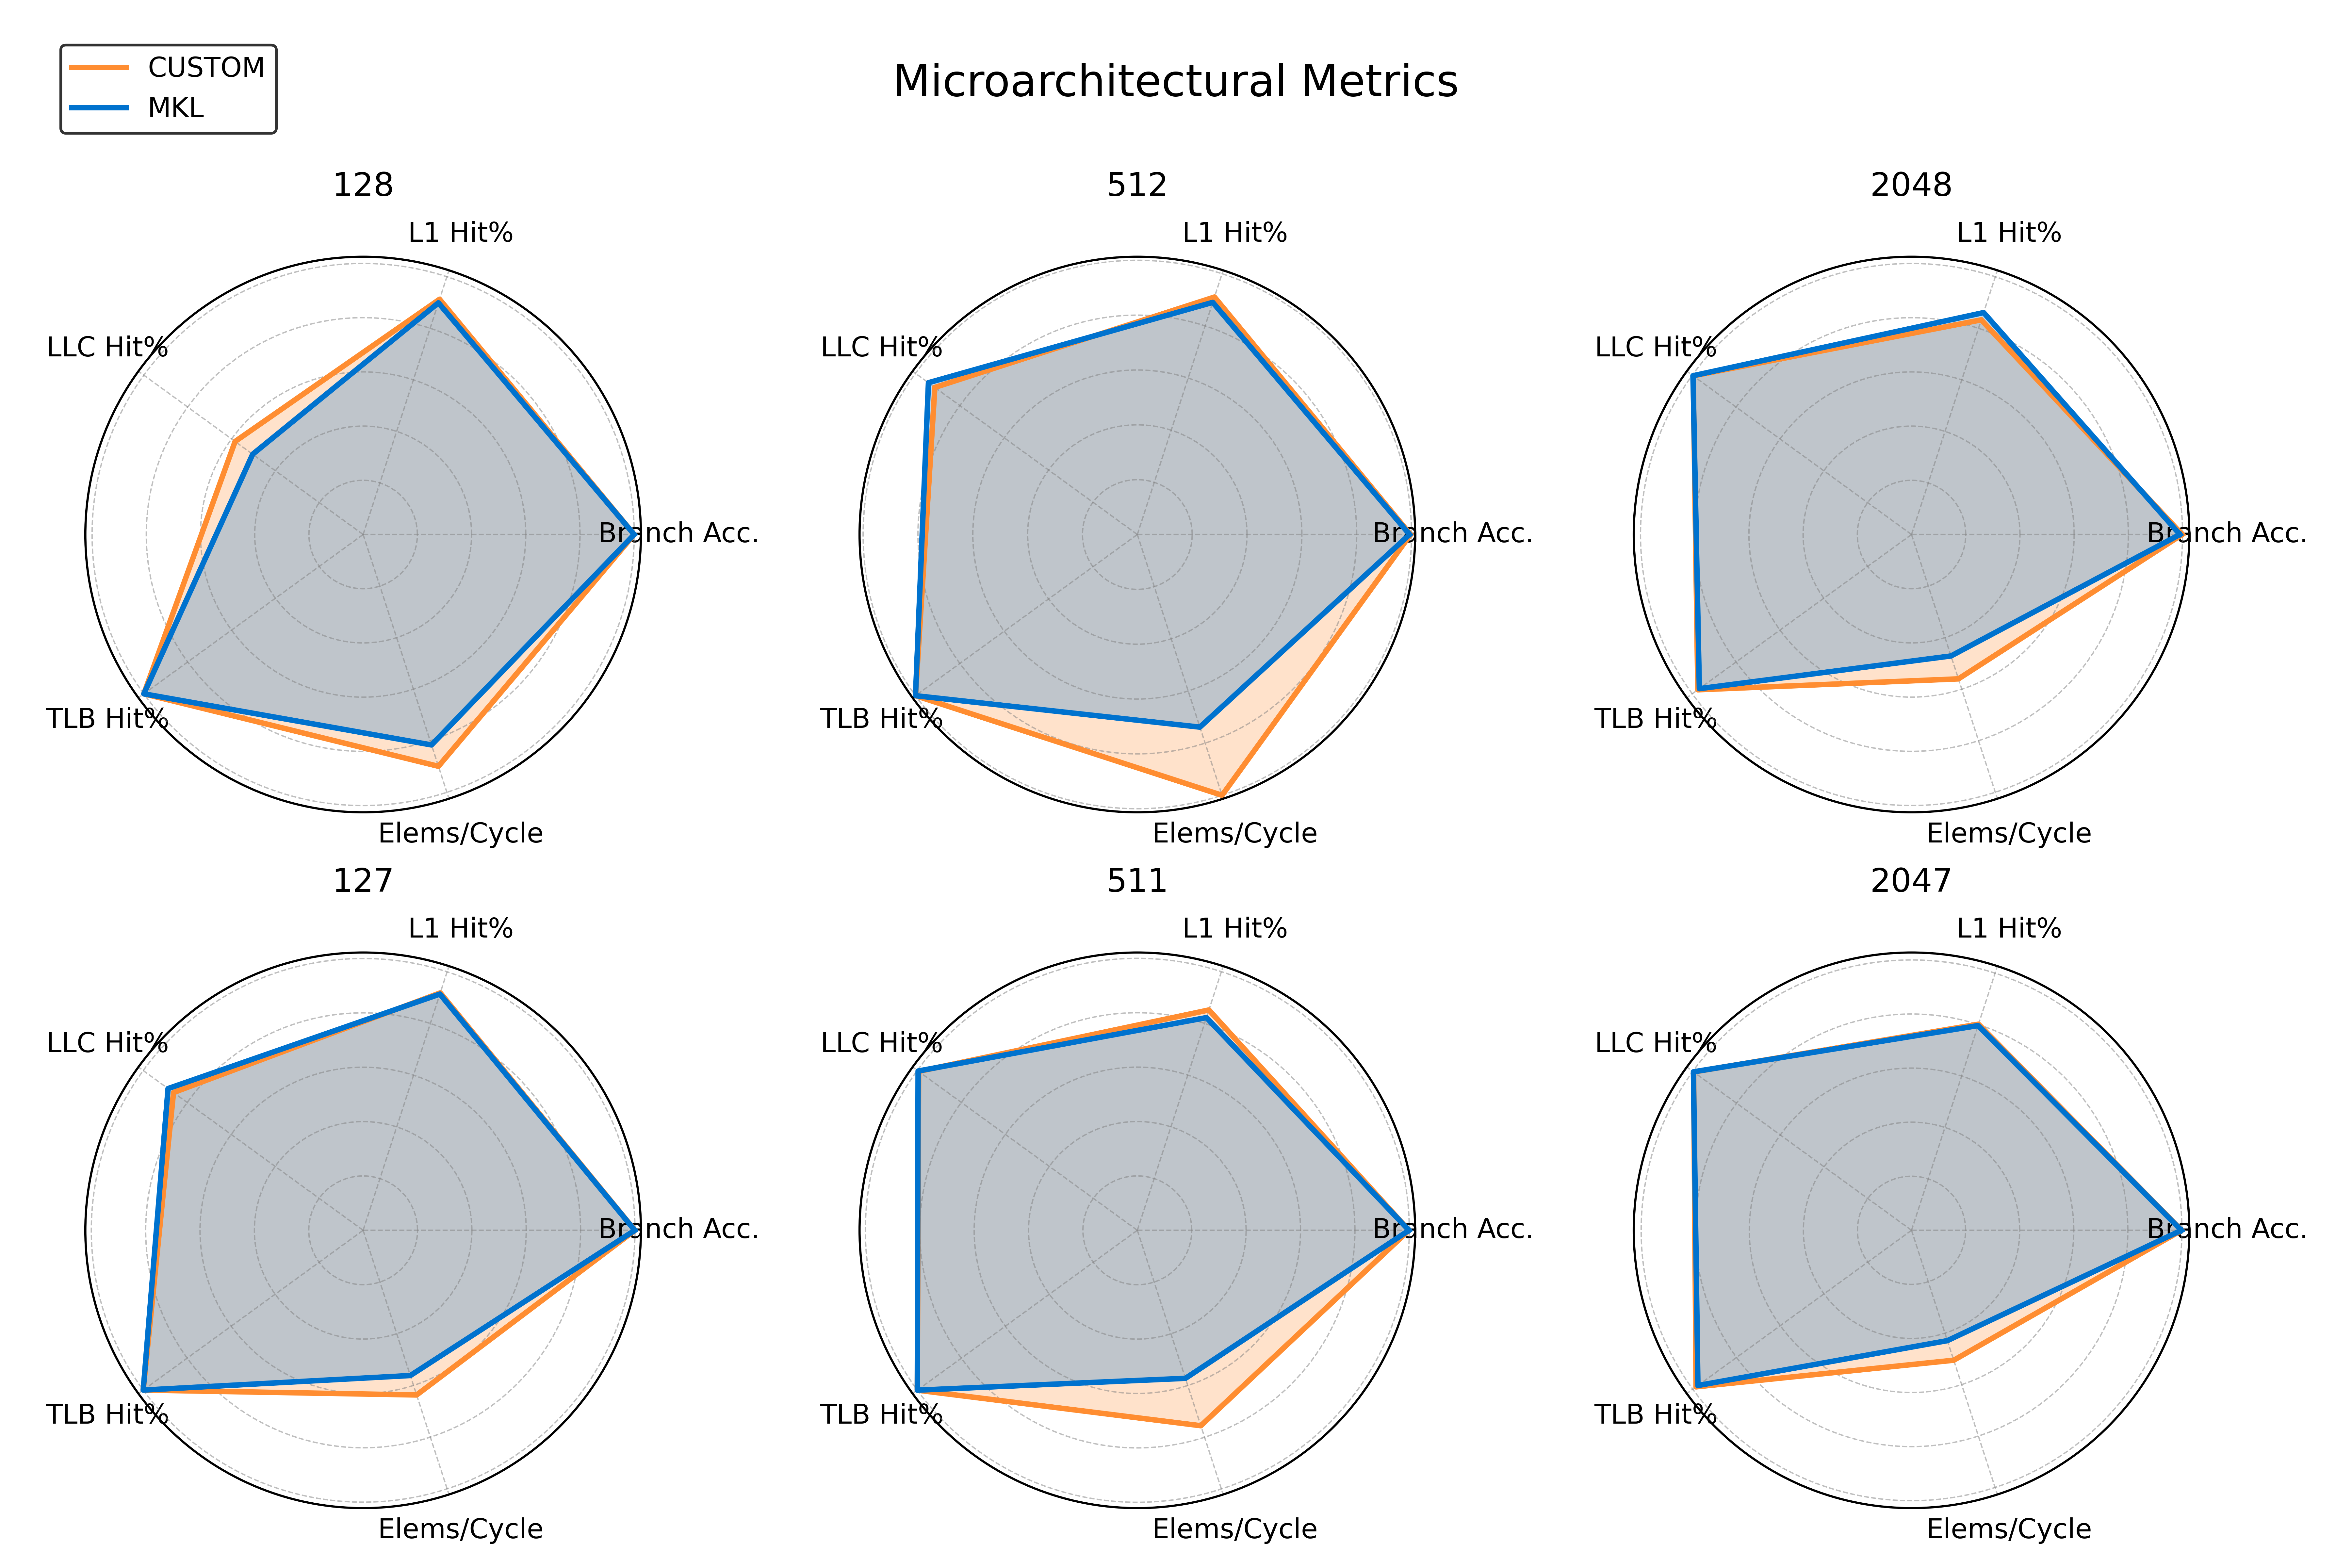 CUSTOM
MKL
Microarchitectural Metrics
128
L1 Hit%
LLC Hit%
Branch Acc.
TLB Hit%
Elems/Cycle
512
L1 Hit%
LLC Hit%
Branch Acc.
TLB Hit%
Elems/Cycle
2048
L1 Hit%
LLC Hit%
Branch Acc.
TLB Hit%
Elems/Cycle
127
L1 Hit%
LLC Hit%
Branch Acc.
TLB Hit%
Elems/Cycle
511
L1 Hit%
LLC Hit%
Branch Acc.
TLB Hit%
Elems/Cycle
2047
L1 Hit%
LLC Hit%
Branch Acc.
TLB Hit%
Elems/Cycle